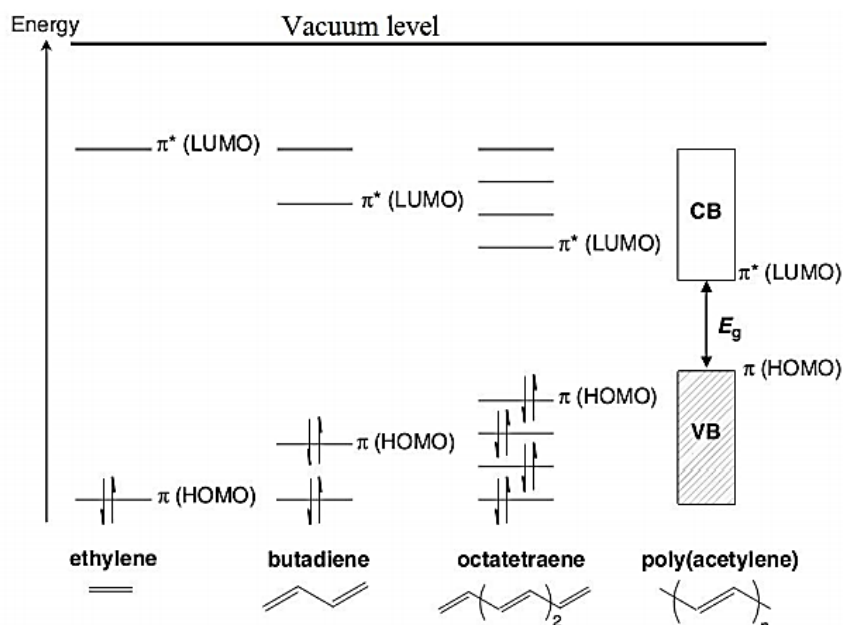 Energy
Vacuum level
π* (LUMO)
π* (LUMO)
π* (LUMO)
CB
π* (LUMO)
Eg
π (HOMO)
π (HOMO)
VB
π (HOMO)
π (HOMO)
ethylene butadiene octatetraene poly(acetylene)
2
n